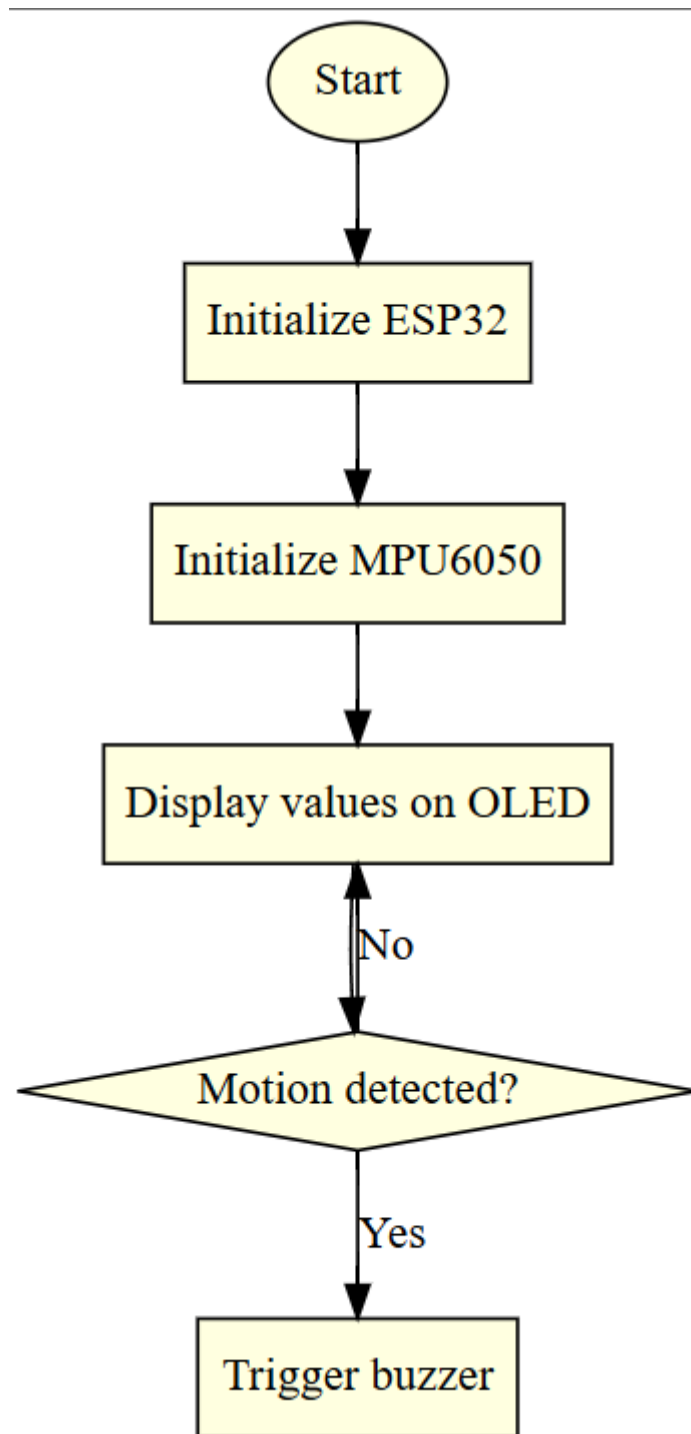 Start
Initialize ESP32
Initialize MPU6050
Display values on OLED
No
Motion detected?
Yes
Trigger buzzer